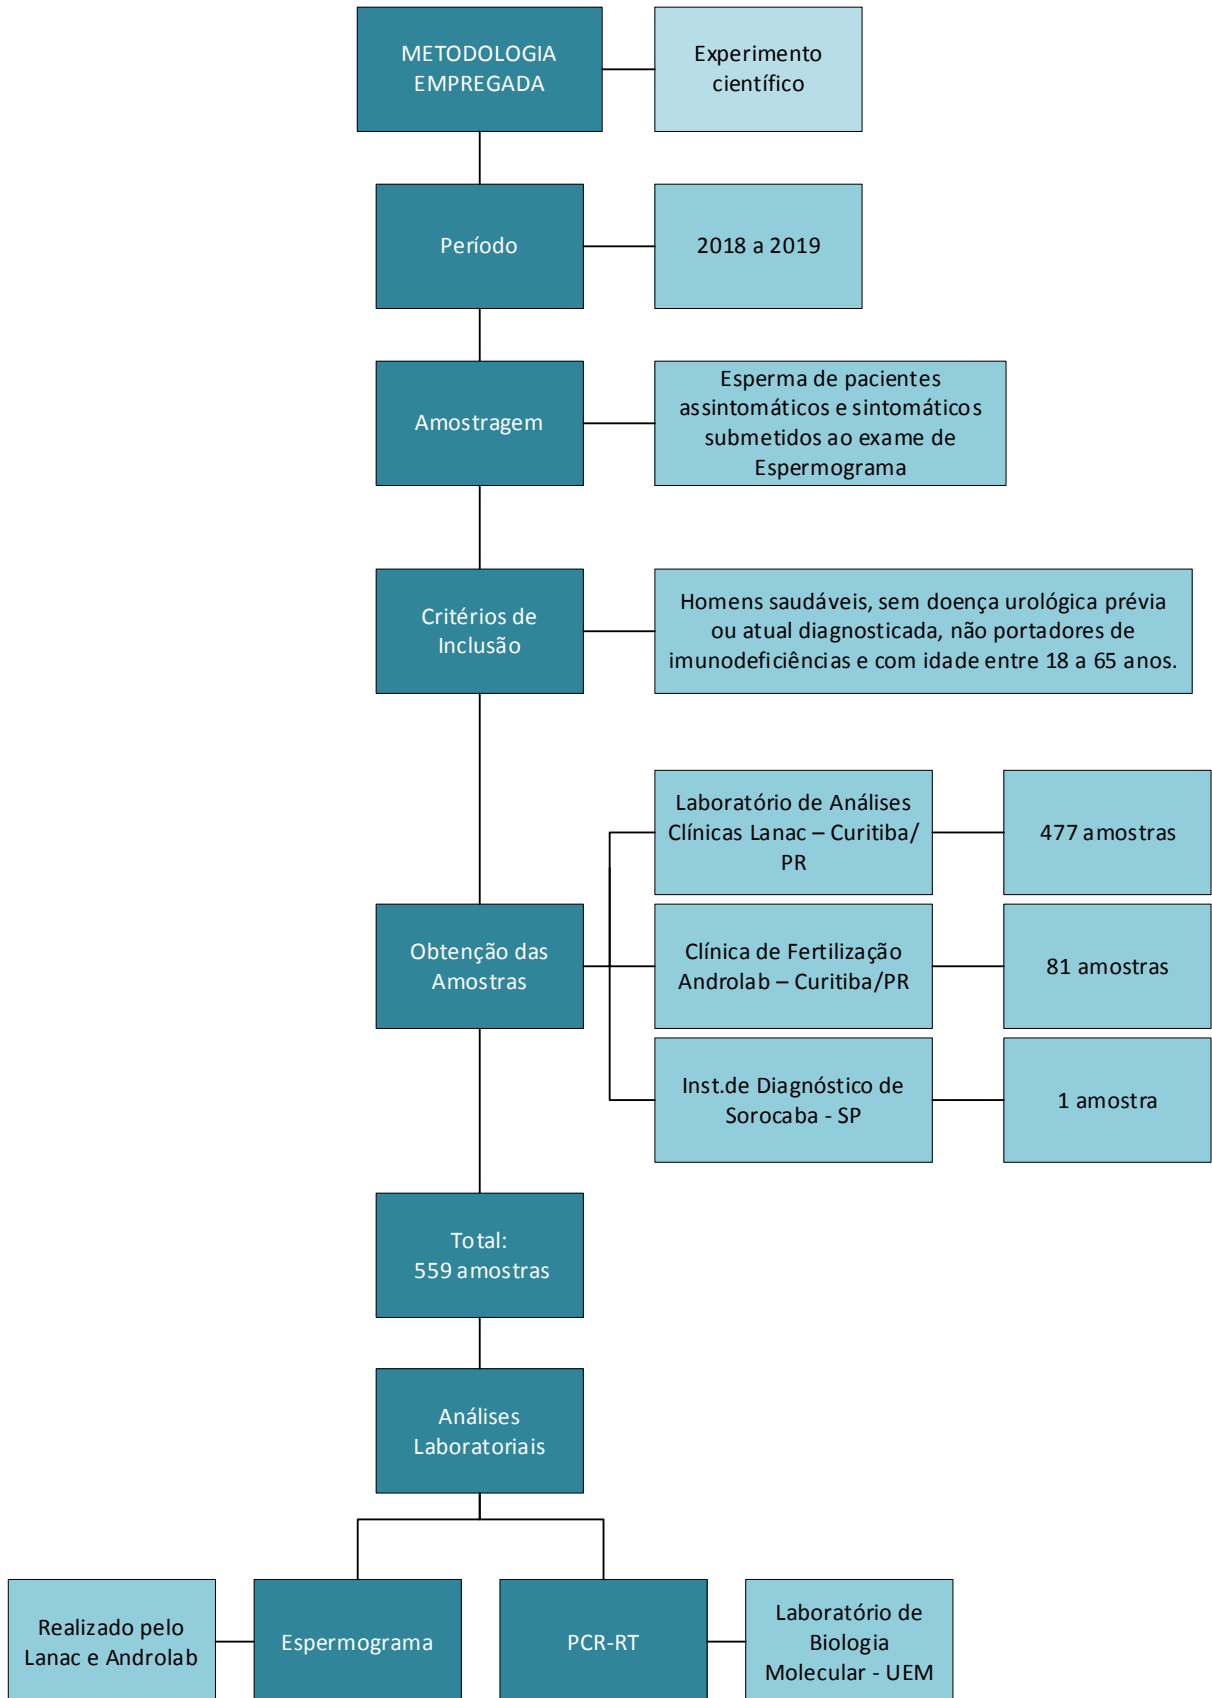 METODOLOGIA
EMPREGADA
Experimento
científico
Período
2018 a 2019
Amostragem
Esperma de pacientes
assintomáticos e sintomáticos
submetidos ao exame de
Espermograma
Critérios de
Inclusão
Homens saudáveis, sem doença urológica prévia
ou atual diagnosticada, não portadores de
imunodeficiências e com idade entre 18 a 65 anos.
Obtenção das
Amostras
Laboratório de Análises
Clínicas Lanac – Curitiba/
PR
477 amostras
Clínica de Fertilização
Androlab – Curitiba/PR
81 amostras
Inst.de Diagnóstico de
Sorocaba - SP
1 amostra
Total:
559 amostras
Análises
Laboratoriais
Realizado pelo
Lanac e Androlab
Espermograma
PCR-RT
Laboratório de
Biologia
Molecular - UEM